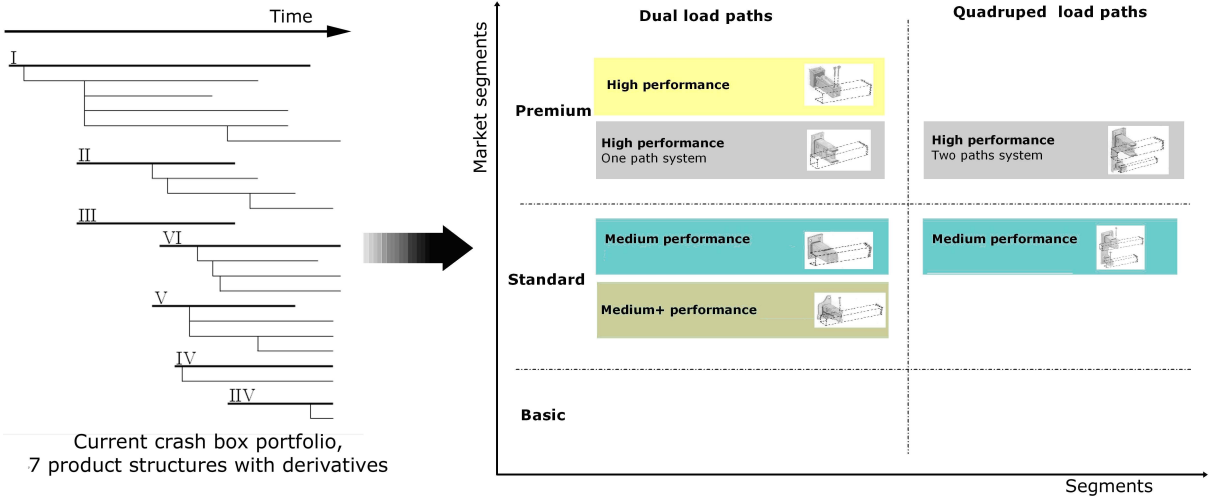 Time
I
II
III
VI
V
IV
IIV
Current crash box portfolio,
7 product structures with derivatives
Market segments
Dual load paths
Quadruped load paths
Premium
High performance
High performance
One path system
High performance
Two paths system
Standard
Medium performance
Medium performance
Medium+ performance
Basic
Segments